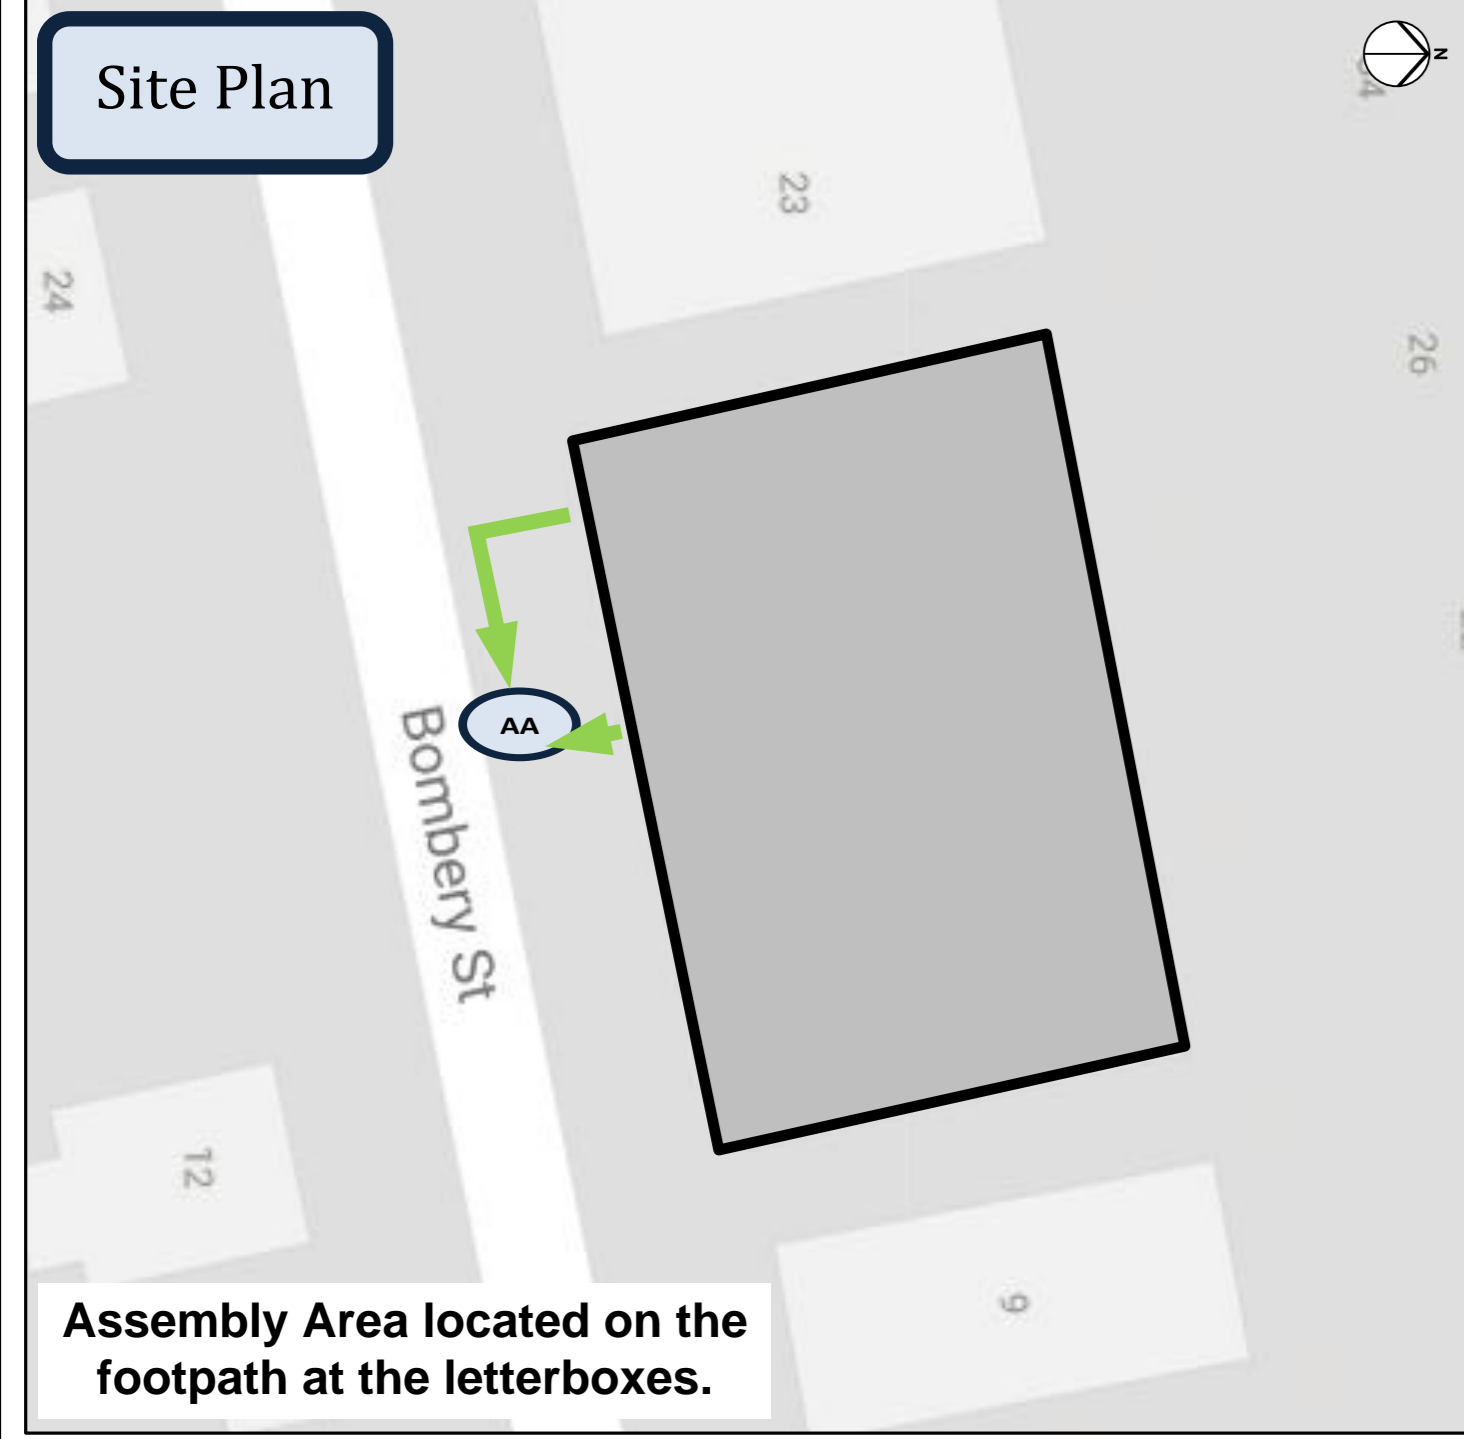 Site Plan
N
23
24
26
AA
Bombery St
12
9
Assembly Area located on the
footpath at the letterboxes.